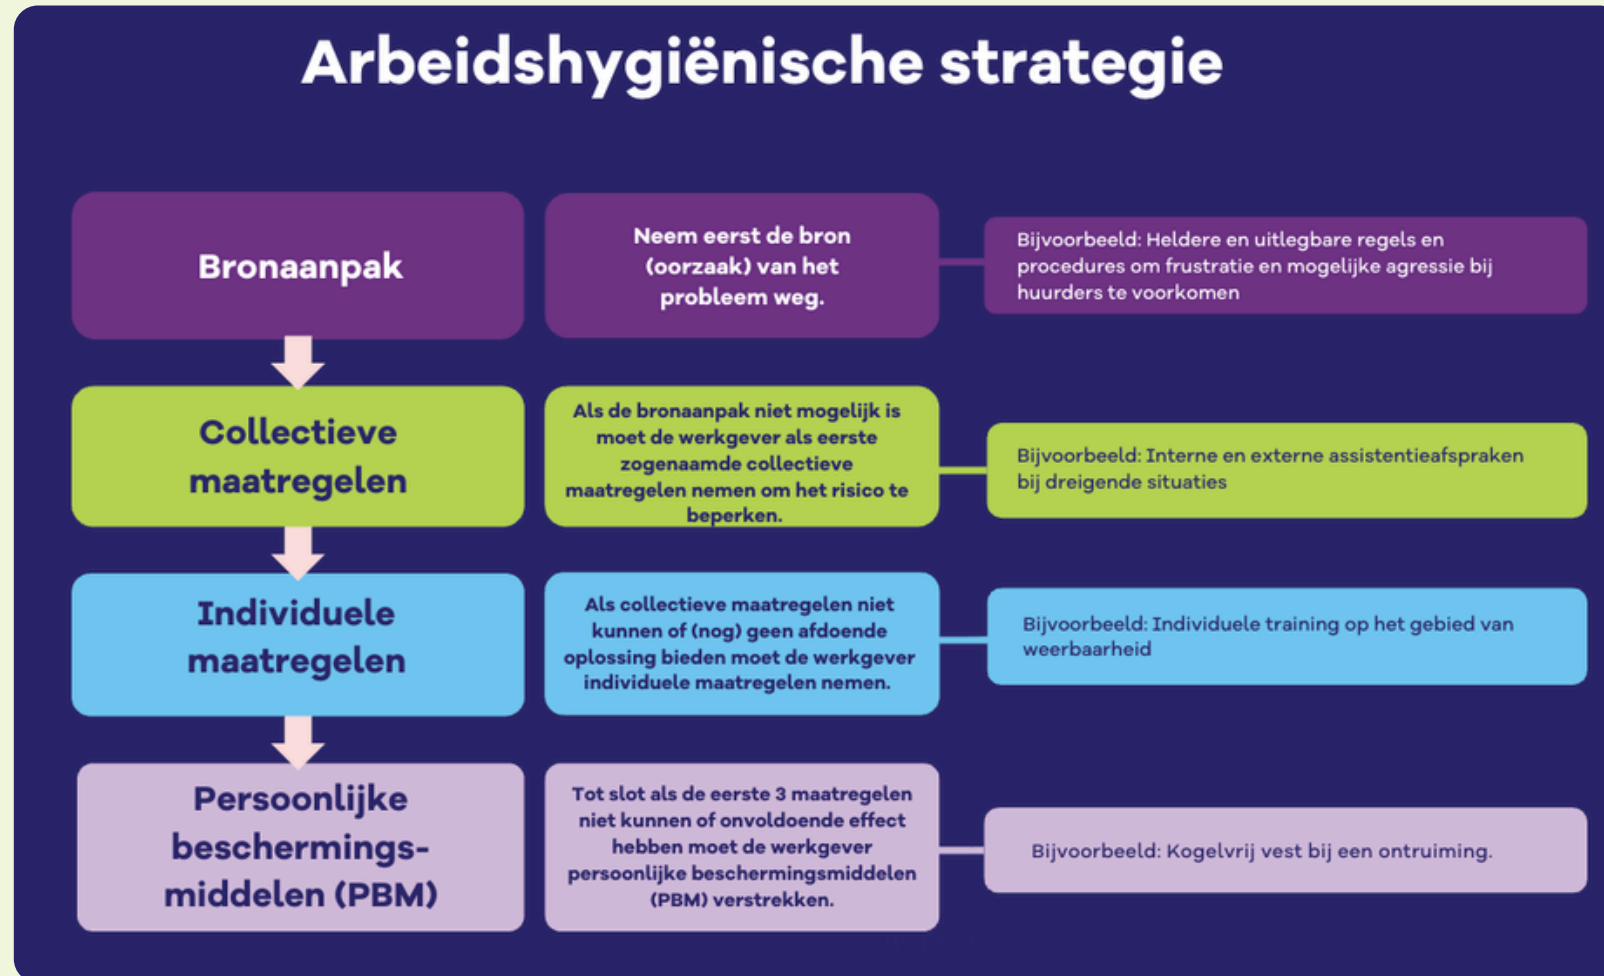 Arbeidshygiënische strategie
Bronaanpak
Neem eerst de bron
(oorzaak) van het
probleem weg.
Bijvoorbeeld: Heldere en uitlegbare regels en
procedures om frustratie en mogelijke agressie bij
huurders te voorkomen
Collectieve
maatregelen
Als de bronaanpak niet mogelijk is
moet de werkgever als eerste
zogenaamde collectieve
maatregelen nemen om het risico te
beperken.
Bijvoorbeeld: Interne en externe assistentieafspraken
bij dreigende situaties
Individuele
maatregelen
Als collectieve maatregelen niet
kunnen of (nog) geen afdoende
oplossing bieden moet de werkgever
individuele maatregelen nemen.
Bijvoorbeeld: Individuele training op het gebied van
weerbaarheid
Persoonlijke
beschermings-
middelen (PBM)
Tot slot als de eerste 3 maatregelen
niet kunnen of onvoldoende effect
hebben moet de werkgever
persoonlijke beschermingsmiddelen
(PBM) verstrekken.
Bijvoorbeeld: Kogelvrij vest bij een ontruiming.